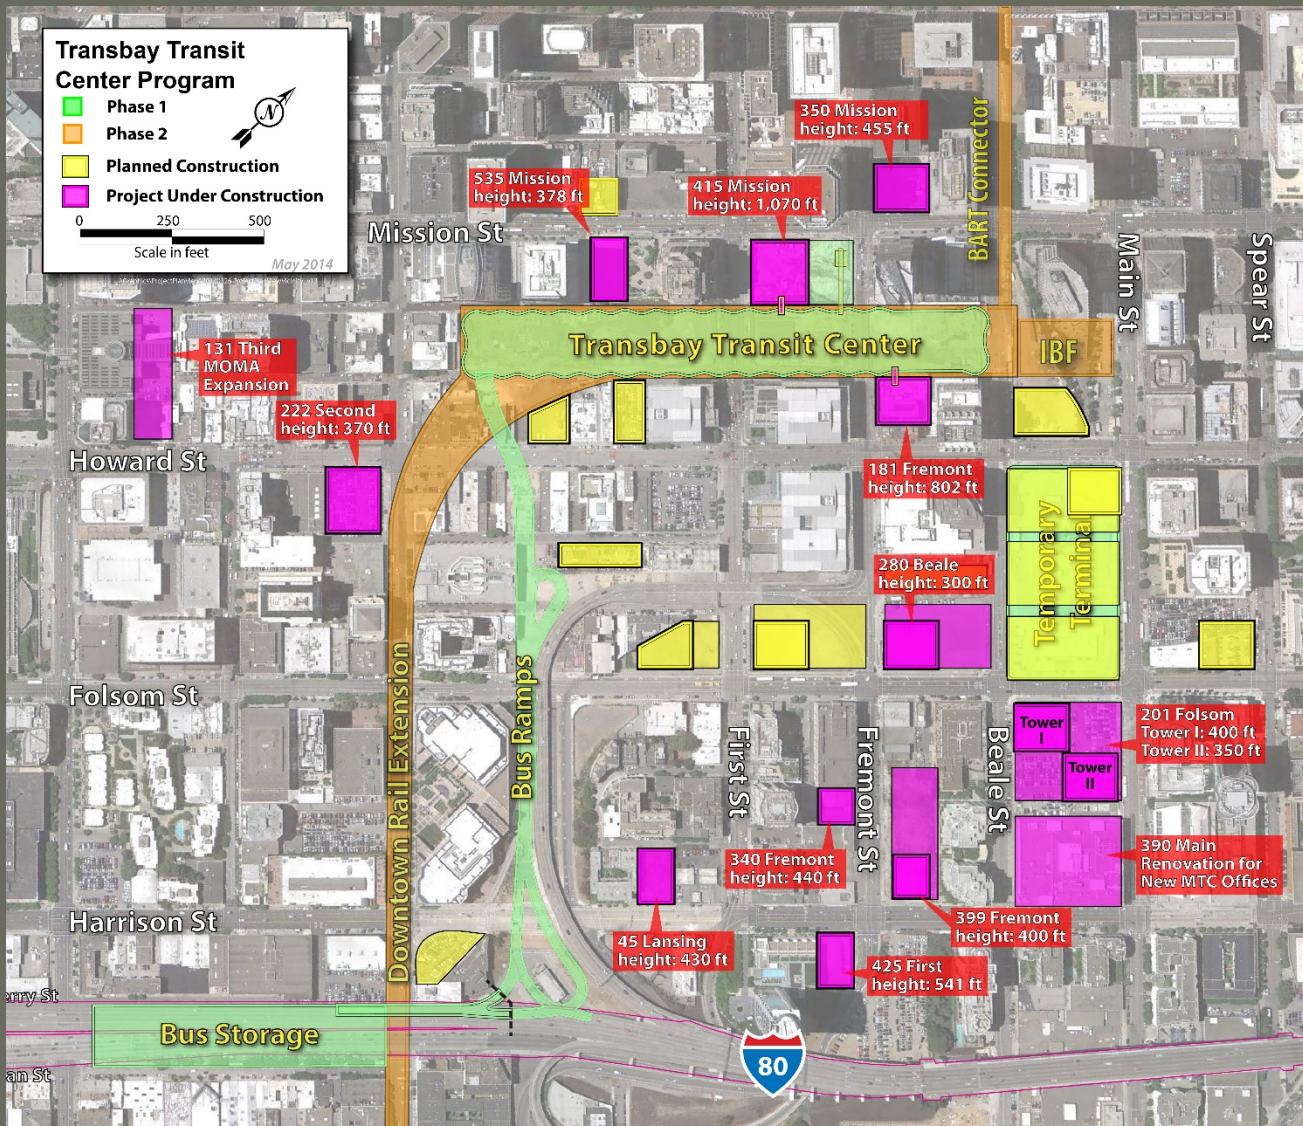 Transbay Transit
Center Program
Phase 1
Phase 2
Planned Construction
Project Under Construction
N
0 250 500
Scale in feet
May 2014
350 Mission
height: 455 ft
535 Mission
height: 378 ft
415 Mission
height: 1,070 ft
BART Connector
Mission St
Main St
Spear St
Transbay Transit Center
IBF
131 Third
MOMA
Expansion
222 Second
height: 370 ft
Howard St
181 Fremont
height: 802 ft
Temporary
Terminal
280 Beale
height: 300 ft
Downtown Rail Extension
Bus Ramps
Folsom St
First St
Fremont St
Beale St
Tower
I
Tower
II
201 Folsom
Tower I: 400 ft
Tower II: 350 ft
340 Fremont
height: 440 ft
390 Main
Renovation for
New MTC Offices
Harrison St
45 Lansing
height: 430 ft
399 Fremont
height: 400 ft
425 First
height: 541 ft
erry St
Bus Storage
an St
80